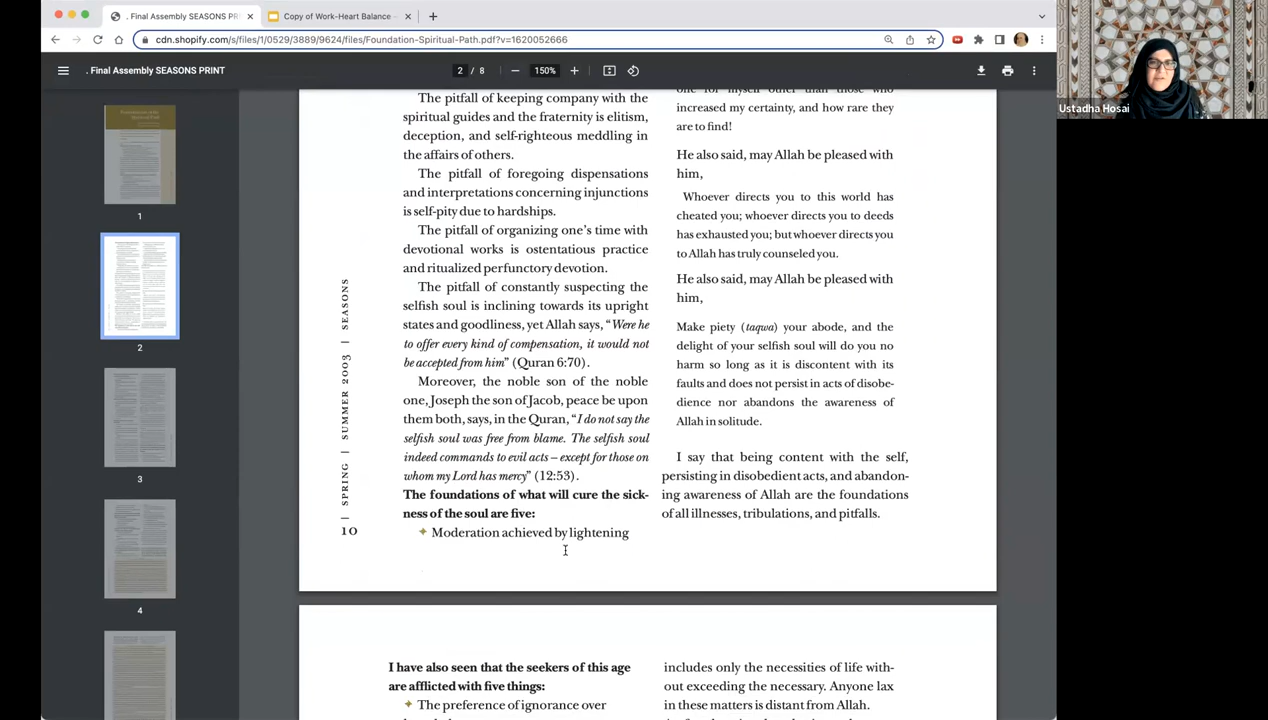 . Final Assembly SEASONS PR
Copy of Work-Heart Balance -
cdn.shopify.com/s/files/1/0529/3889/9624/files/Foundation-Spiritual-Path.pdf?v=1620052666
. Final Assembly SEASONS PRINT
2 / 8
150%
1
2
3
4
The pitfall of keeping company with the
spiritual guides and the fraternity is elitism,
deception, and self-righteous meddling in
the affairs of others.
The pitfall of foregoing dispensations
and interpretations concerning injunctions
is self-pity due to hardships.
The pitfall of organizing one's time with
devotional works is ostentatious practice
of ritualized, perfunctory devotion.
The pitfall of constantly suspecting the
selfish soul is inclining towards its upright
states and goodliness, yet Allah says, "Were he
to offer every kind of compensation, it would not
be accepted from him" (Quran 6:70).
Moreover, the noble son of the noble
one, Joseph the son of Jacob, peace be upon
them both, says, in the Quran, "I do not say the
selfish soul was free from blame. The selfish soul
indeed commands to evil acts – except for those on
whom my Lord has mercy" (12:53).
The foundations of what will cure the sick-
ness of the soul are five:
✦ Moderation achieved by lightening
10 | SPRING | SUMMER 2003 | SEASONS
one for myself other than those who
increased my certainty, and how rare they
are to find!
He also said, may Allah be pleased with
him,
Whoever directs you to this world has
cheated you; whoever directs you to deeds
has exhausted you; but whoever directs you
to Allah has truly counseled you.
He also said, may Allah be pleased with
him,
Make piety (taqwa) your abode, and the
delight of your selfish soul will do you no
harm so long as it is discontent with its
faults and does not persist in acts of disobe-
dience nor abandons the awareness of
Allah in solitude.
I say that being content with the self,
persisting in disobedient acts, and abandon-
ing awareness of Allah are the foundations
of all illnesses, tribulations, and pitfalls.
I have also seen that the seekers of this age
are afflicted with five things:
✦ The preference of ignorance over
includes only the necessities of life with-
out exceeding the necessary. Anyone lax
in these matters is distant from Allah.
Ustadha Hosai